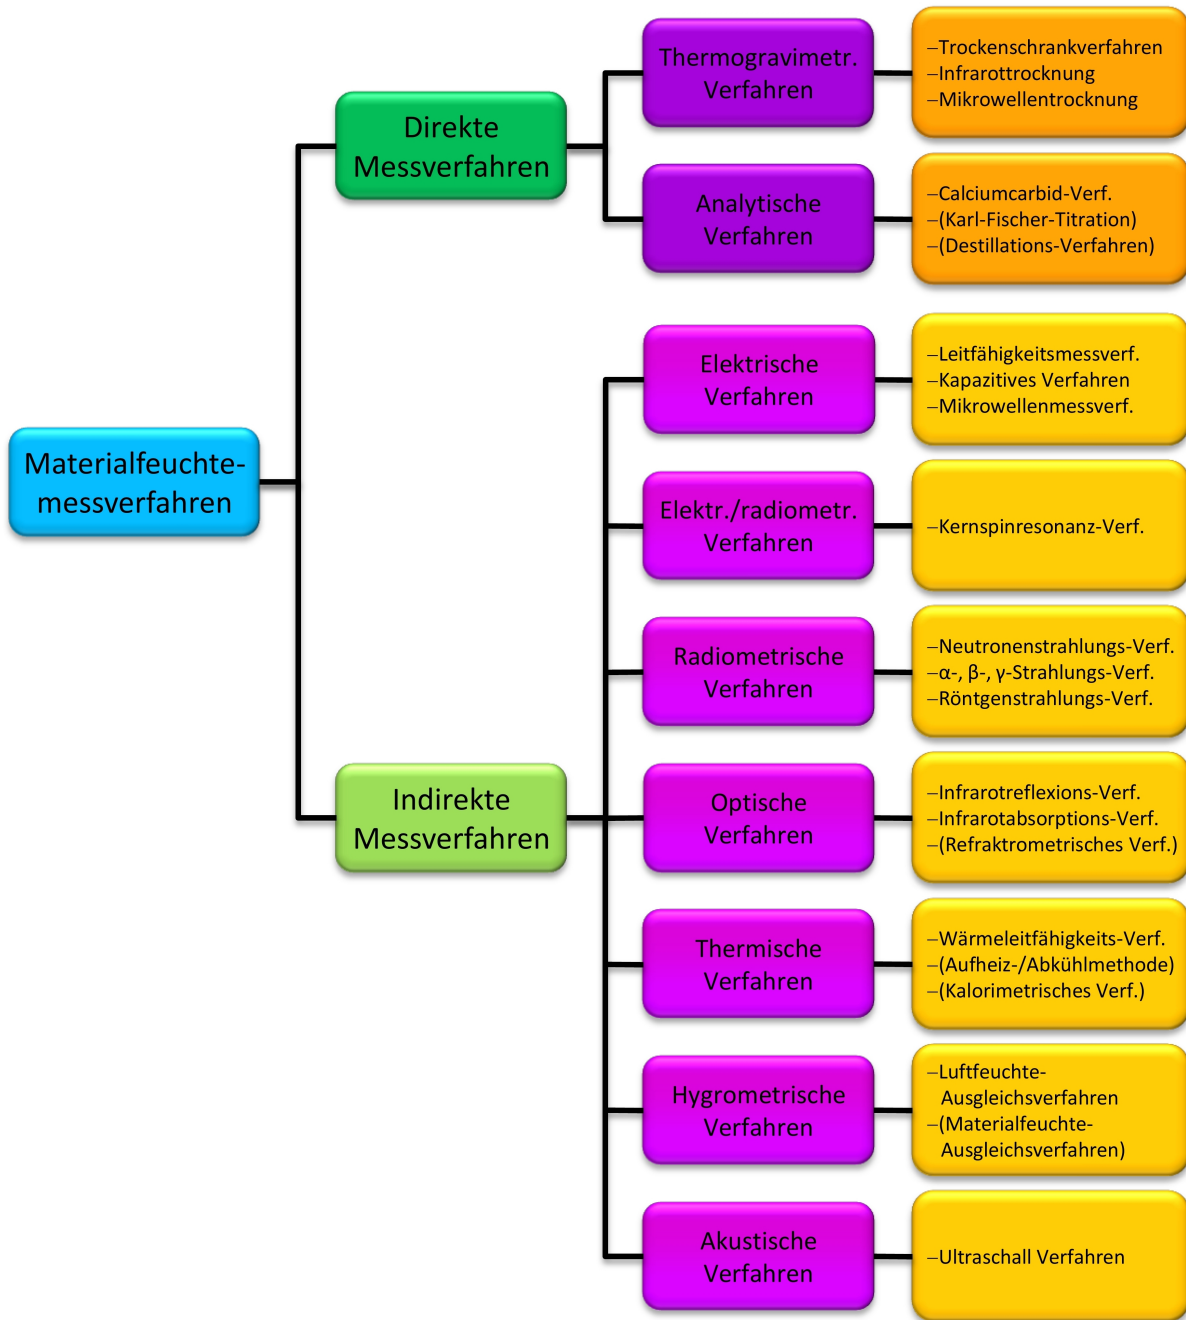 Materialfeuchte-
messverfahren
Direkte
Messverfahren
Thermogravimetr.
Verfahren
–Trockenschrankverfahren
–Infrarottrocknung
–Mikrowellentrocknung
Analytische
Verfahren
–Calciumcarbid-Verf.
–(Karl-Fischer-Titration)
–(Destillations-Verfahren)
Indirekte
Messverfahren
Elektrische
Verfahren
–Leitfähigkeitsmessverf.
–Kapazitives Verfahren
–Mikrowellenmessverf.
Elektr./radiometr.
Verfahren
–Kernspinresonanz-Verf.
Radiometrische
Verfahren
–Neutronenstrahlungs-Verf.
–α-, β-, γ-Strahlungs-Verf.
–Röntgenstrahlungs-Verf.
Optische
Verfahren
–Infrarotreflexions-Verf.
–Infrarotabsorptions-Verf.
–(Refraktrometrisches Verf.)
Thermische
Verfahren
–Wärmeleitfähigkeits-Verf.
–(Aufheiz-/Abkühlmethode)
–(Kalorimetrisches Verf.)
Hygrometrische
Verfahren
–Luftfeuchte-
Ausgleichsverfahren
–(Materialfeuchte-
Ausgleichsverfahren)
Akustische
Verfahren
–Ultraschall Verfahren